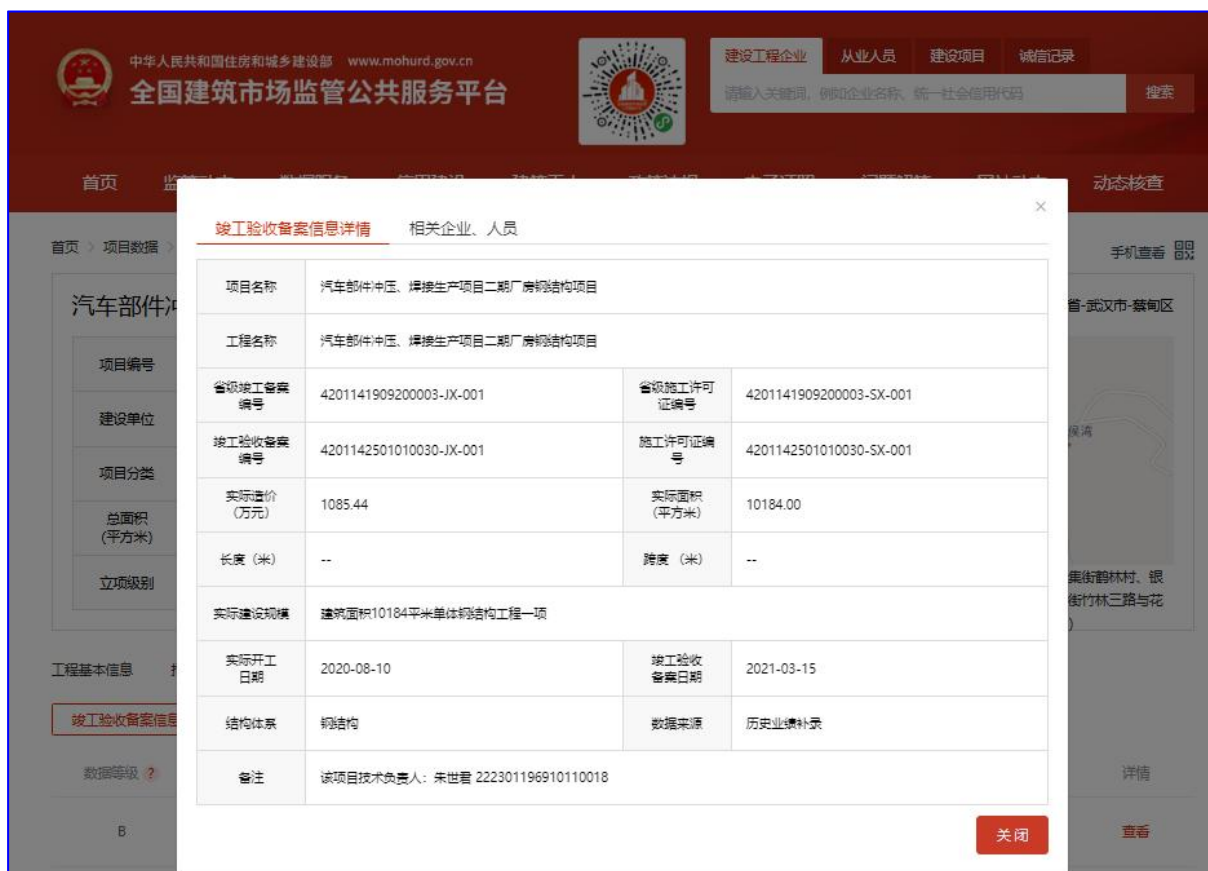 中华人民共和国住房和城乡建设部 www.mohurd.gov.cn
全国建筑市场监管公共服务平台
建设工程企业 从业人员 建设项目 诚信记录
请输入关键词，例如企业名称、统一社会信用代码 搜索
首页 动态核查
首页 > 项目数据 >
手机查看
竣工验收备案信息详情 相关企业、人员
×
汽车部件冲
省-武汉市-蔡甸区
项目编号
建设单位
项目分类
总面积
(平方米)
立项级别
项目名称 汽车部件冲压、焊接生产项目二期厂房钢结构项目
工程名称 汽车部件冲压、焊接生产项目二期厂房钢结构项目
省级竣工备案编号 4201141909200003-JX-001 省级施工许可证编号 4201141909200003-SX-001
竣工验收备案编号 4201142501010030-JX-001 施工许可证编号 4201142501010030-SX-001
实际造价（万元） 1085.44 实际面积（平方米） 10184.00
长度（米） -- 跨度（米） --
实际建设规模 建筑面积10184平米单体钢结构工程一项
实际开工日期 2020-08-10 竣工验收备案日期 2021-03-15
结构体系 钢结构 数据来源 历史业绩补录
备注 该项目技术负责人：朱世君 222301196910110018
关闭
集街鹤林村、银
街竹林三路与花
)
工程基本信息
竣工验收备案信息
数据等级 ? 详情
B 查看